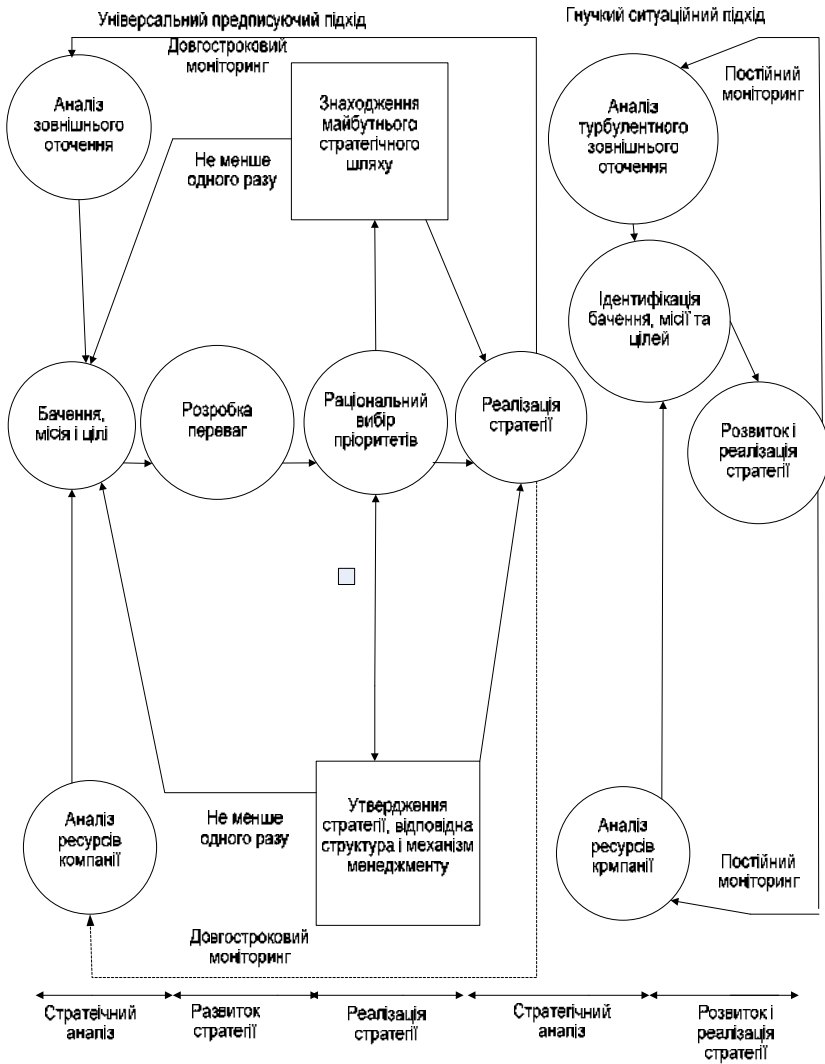 Універсальний предписуючий підхід
Гнучкий ситуаційний підхід
Довгостроковий
моніторинг
Постійний
моніторинг
Аналіз
зовнішнього
оточення
Знаходження
майбутнього
стратегічного
шляху
Аналіз
турбулентного
зовнішнього
оточення
Не менше
одного разу
Ідентифікація
бачення, місії та
цілей
Бачення,
місія і цілі
Розробка
переваг
Раціональний
вибір
пріоритетів
Реалізація
стратегії
Розвиток і
реалізація
стратегії
Аналіз
ресурсів
компанії
Не менше
одного разу
Утвердження
стратегії, відповідна
структура і механізм
менеджменту
Аналіз
ресурсів
крмпанії
Постійний
моніторинг
Довгостроковий
моніторинг
Стратеічний
аналіз
Развиток
стратегії
Реалізація
стратегії
Стратегічний
аналіз
Розвиток і
реалізація
стратегії